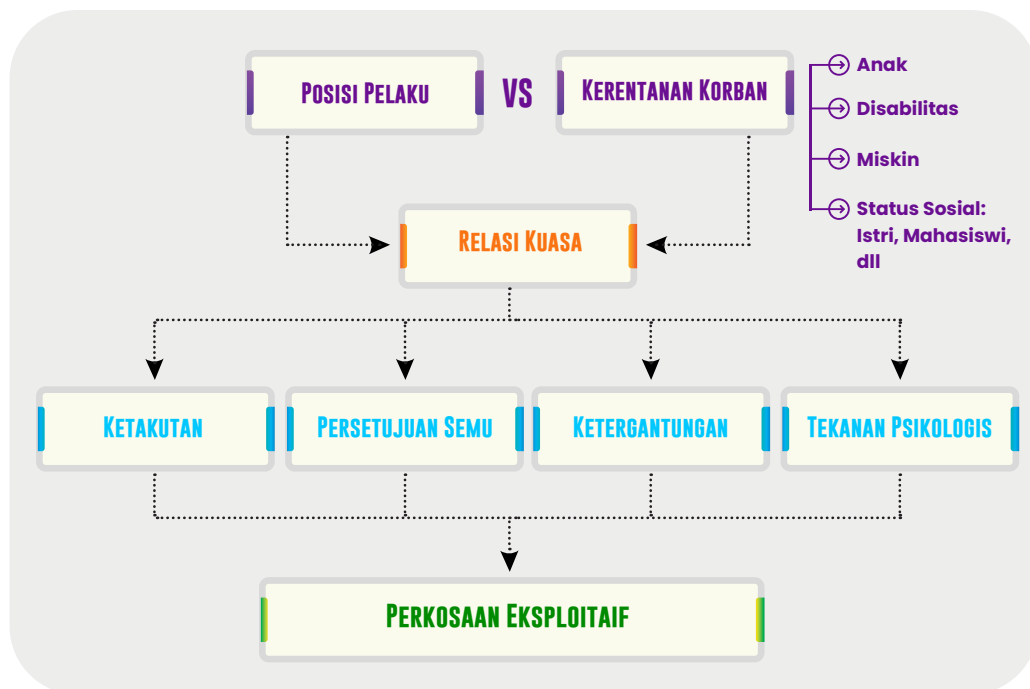 POSISI PELAKU
VS
KERENTANAN KORBAN
Anak
Disabilitas
Miskin
Status Sosial:
Istri, Mahasiswi,
dll
RELASI KUASA
KETAKUTAN
PERSETUJUAN SEMU
KETERGANTUNGAN
TEKANAN PSIKOLOGIS
PERKOSAAN EKSPLOITAIF